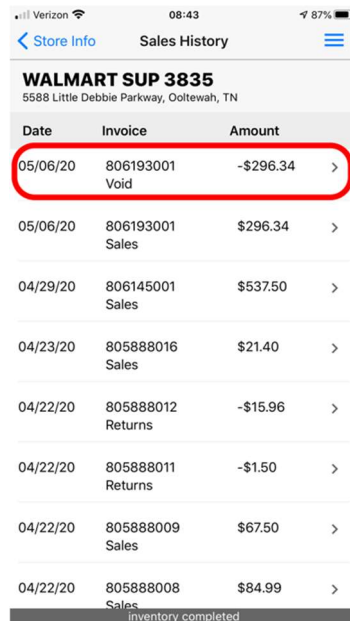 Verizon 08:43 87%
Store Info Sales History
WALMART SUP 3835
5588 Little Debbie Parkway, Ooltewah, TN
Date Invoice Amount
05/06/20 806193001 -$296.34
Void
05/06/20 806193001 $296.34
Sales
04/29/20 806145001 $537.50
Sales
04/23/20 805888016 $21.40
Sales
04/22/20 805888012 -$15.96
Returns
04/22/20 805888011 -$1.50
Returns
04/22/20 805888009 $67.50
Sales
04/22/20 805888008 $84.99
Sales
inventory completed